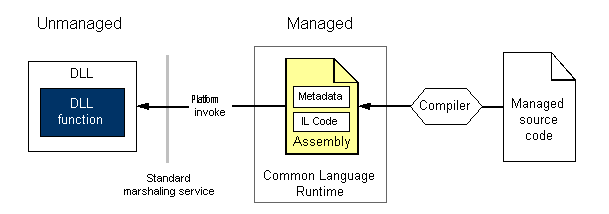 Unmanaged
Managed
DLL
DLL
function
Platform
invoke
Metadata
IL Code
Assembly
Compiler
Managed
source
code
Standard
marshaling service
Common Language
Runtime